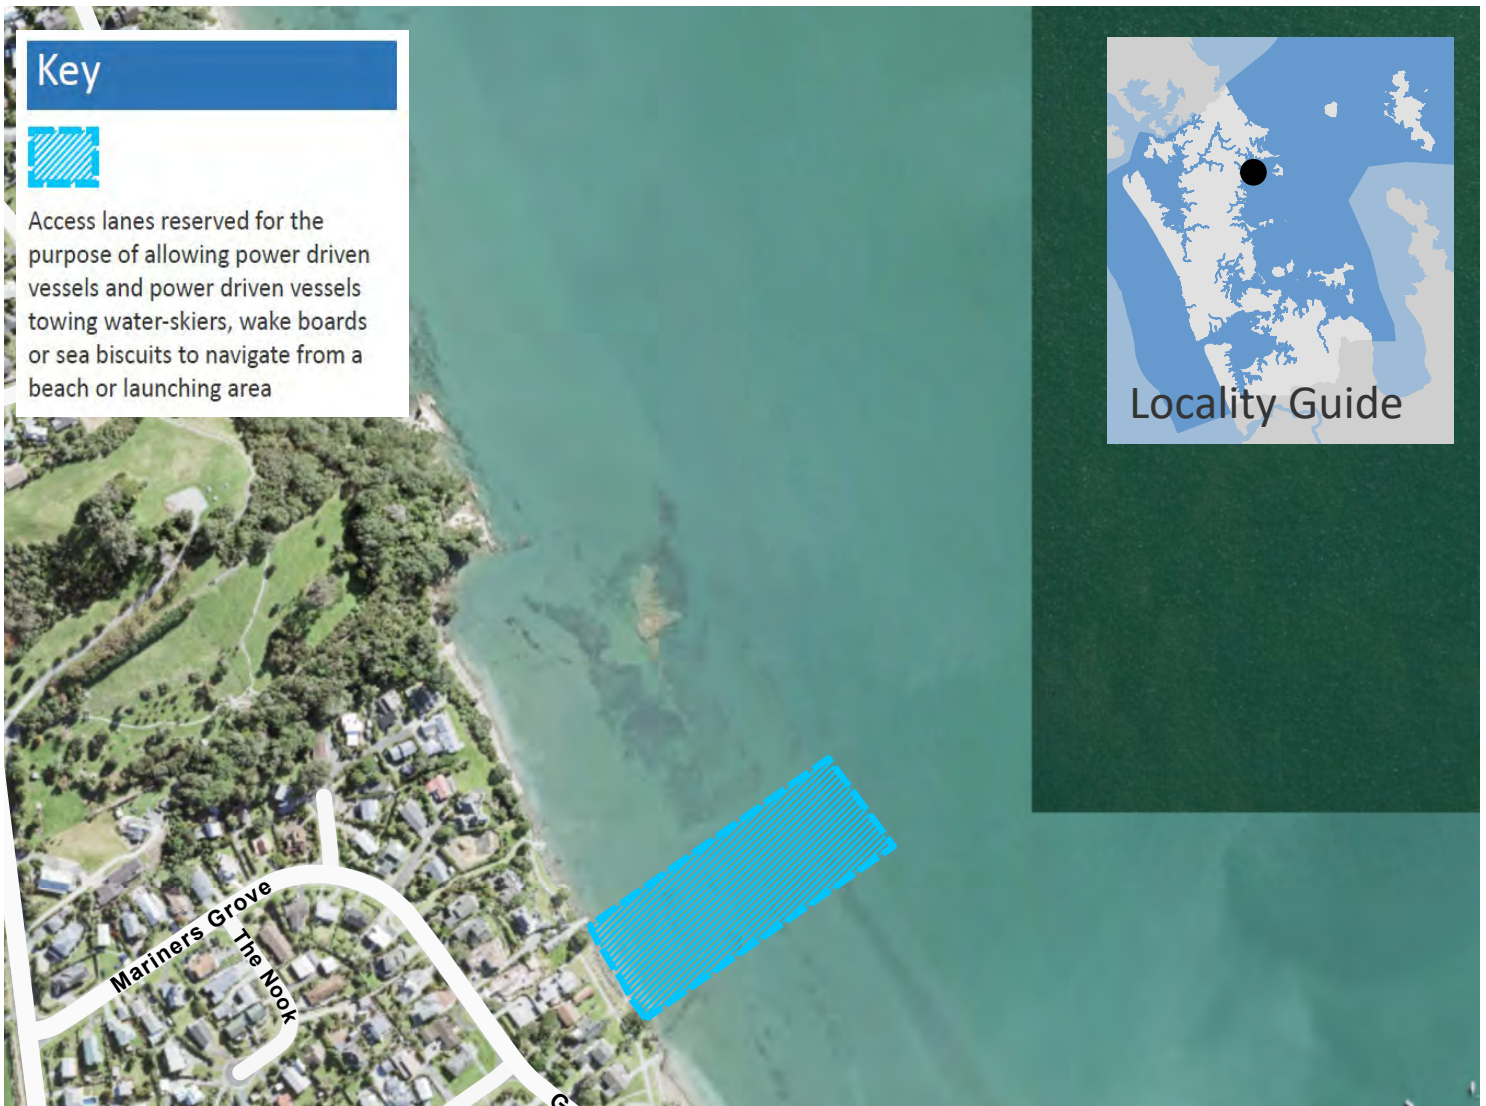 Key
Access lanes reserved for the
purpose of allowing power driven
vessels and power driven vessels
towing water-skiers, wake boards
or sea biscuits to navigate from a
beach or launching area
Locality Guide
Mariners Grove
The Nook
G